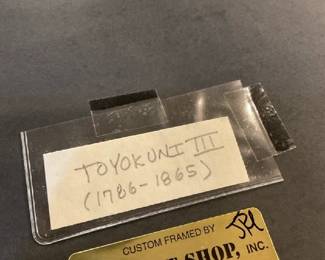 TOYOKUNI III
(1786-1865)
CUSTOM FRAMED BY
SHOP, INC.